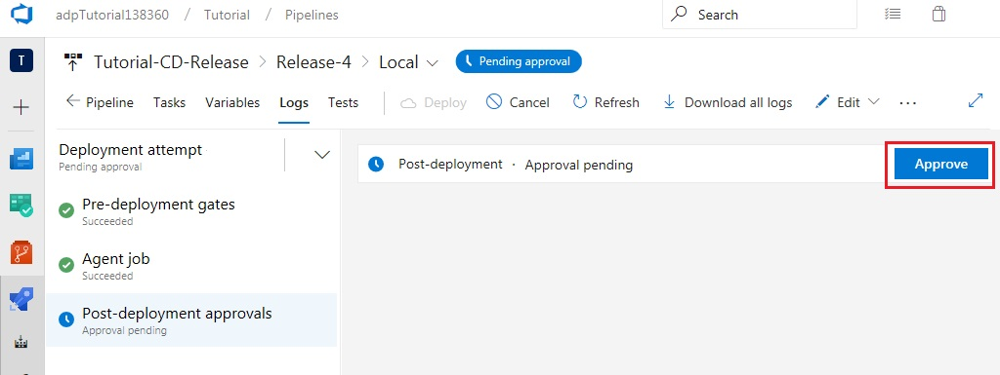 adpTutorial138360 / Tutorial / Pipelines
Search
T
Tutorial-CD-Release > Release-4 > Local
Pending approval
Pipeline Tasks Variables Logs Tests Deploy Cancel Refresh Download all logs Edit ...
Deployment attempt
Pending approval
Post-deployment · Approval pending
Approve
Pre-deployment gates
Succeeded
Agent job
Succeeded
Post-deployment approvals
Approval pending